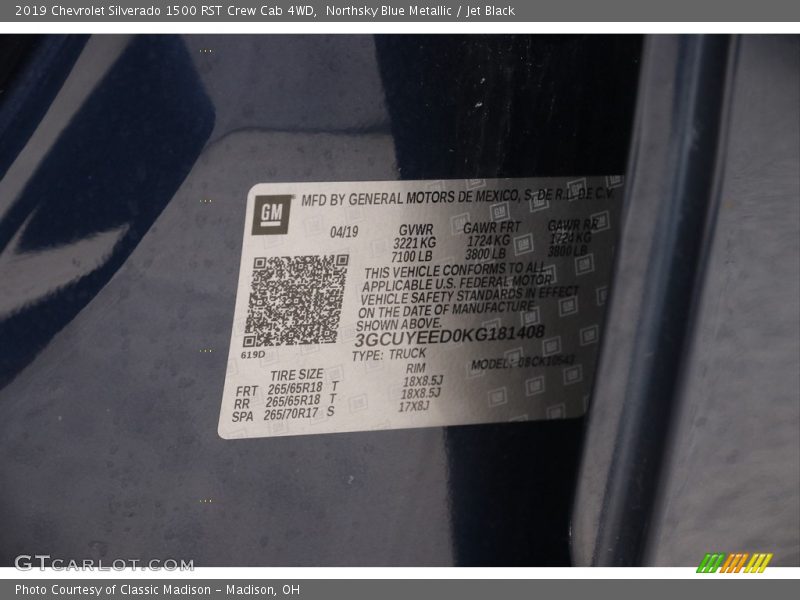 2019 Chevrolet Silverado 1500 RST Crew Cab 4WD,  Northsky Blue Metallic / Jet Black
GM
MFD BY GENERAL MOTORS DE MEXICO, S. DE R.L. DE C.V.
04/19
GVWR GAWR FRT GAWR RR
3221 KG 1724 KG 1724 KG
7100 LB 3800 LB 3800 LB
THIS VEHICLE CONFORMS TO ALL
APPLICABLE U.S. FEDERAL MOTOR
VEHICLE SAFETY STANDARDS IN EFFECT
ON THE DATE OF MANUFACTURE
SHOWN ABOVE.
3GCUYEED0KG181408
619D
TYPE: TRUCK MODEL: 08CK10543
TIRE SIZE RIM
FRT 265/65R18 T 18X8.5J
RR 265/65R18 T 18X8.5J
SPA 265/70R17 S 17X8J
GTCARLOT.COM
Photo Courtesy of Classic Madison - Madison, OH